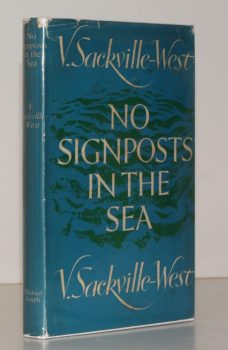 No
Signposts
in the
Sea
V.
Sackville-
West
Michael
Joseph
V. Sackville-West
NO
SIGNPOSTS
IN THE
SEA
V. Sackville-West